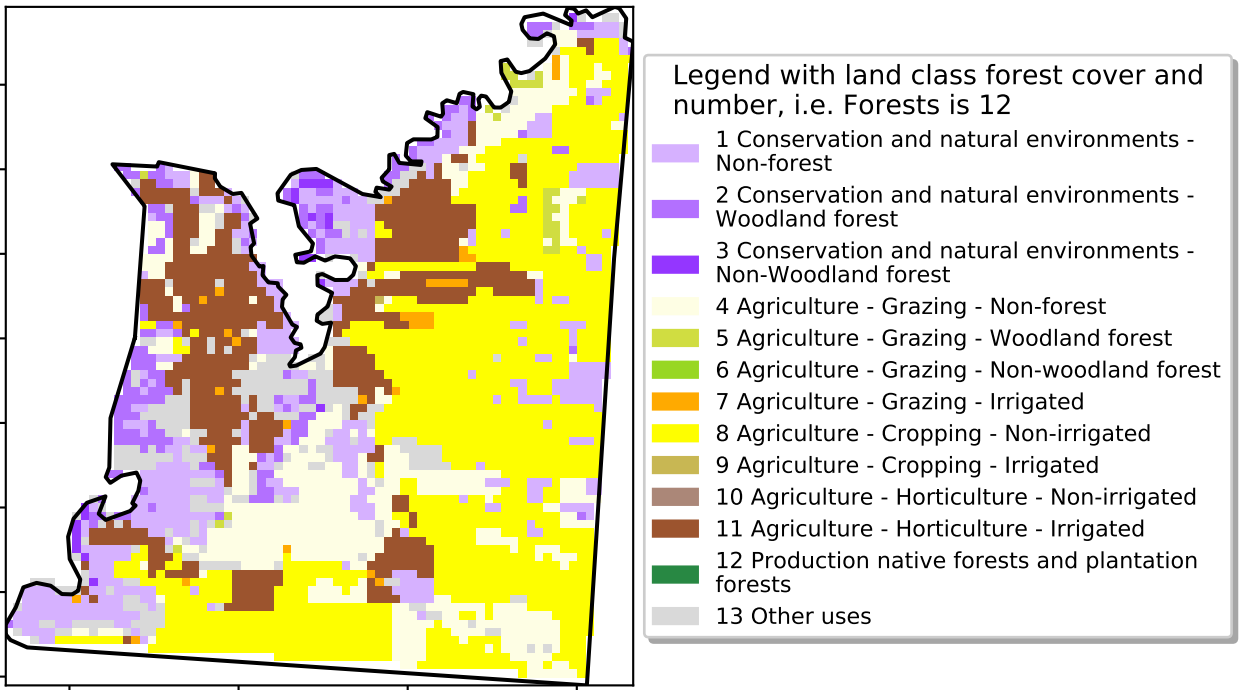 Legend with land class forest cover and
number, i.e. Forests is 12
1 Conservation and natural environments -
Non-forest
2 Conservation and natural environments -
Woodland forest
3 Conservation and natural environments -
Non-Woodland forest
4 Agriculture - Grazing - Non-forest
5 Agriculture - Grazing - Woodland forest
6 Agriculture - Grazing - Non-woodland forest
7 Agriculture - Grazing - Irrigated
8 Agriculture - Cropping - Non-irrigated
9 Agriculture - Cropping - Irrigated
10 Agriculture - Horticulture - Non-irrigated
11 Agriculture - Horticulture - Irrigated
12 Production native forests and plantation
forests
13 Other uses